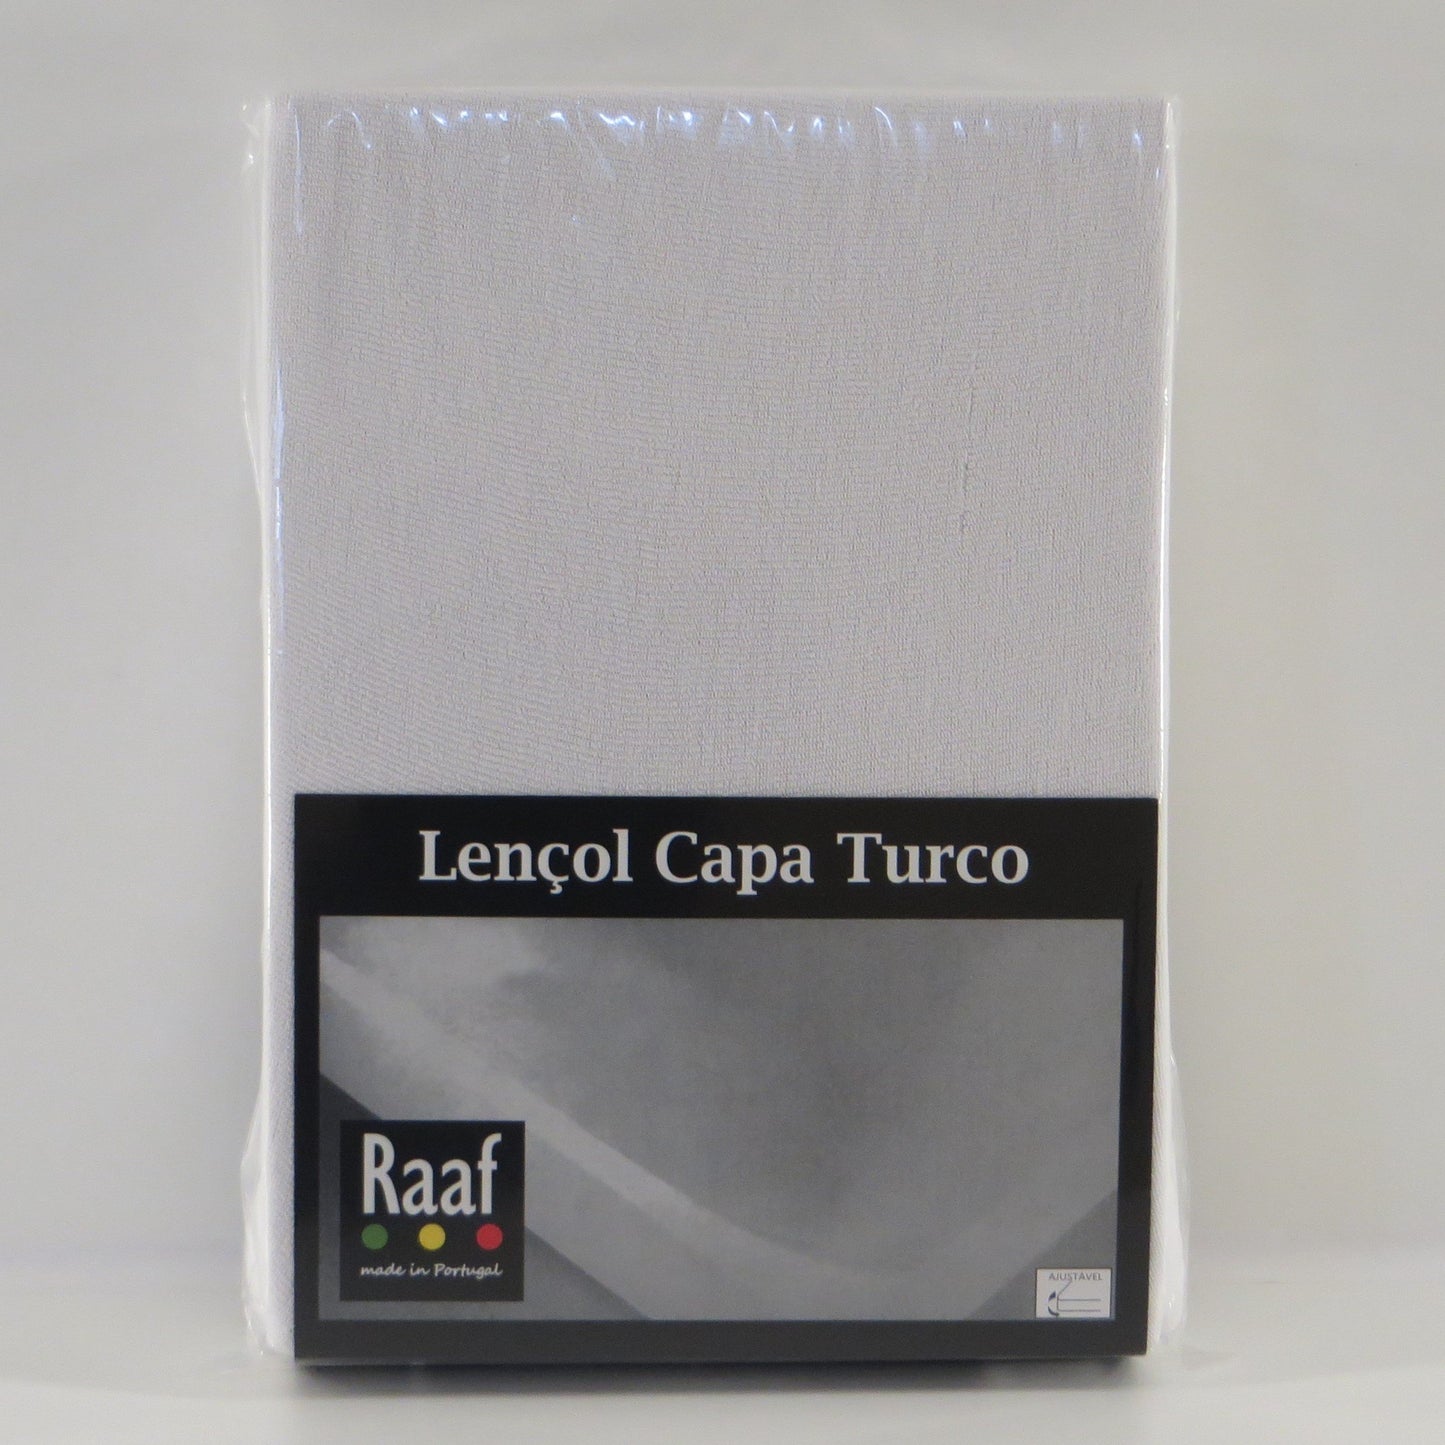 Lençol Capa Turco
Raaf
made in Portugal
AJUSTÁVEL